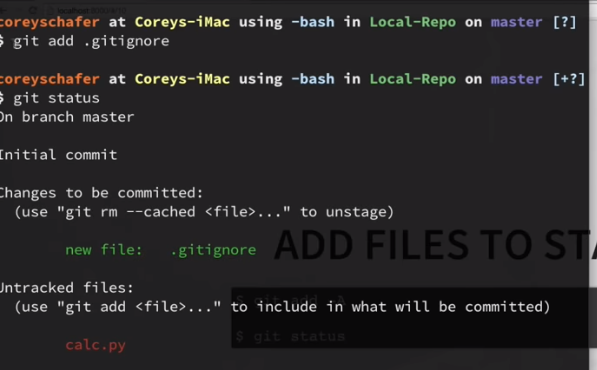 coreyschafer at Coreys-iMac using -bash in Local-Repo on master [?]
$ git add .gitignore
coreyschafer at Coreys-iMac using -bash in Local-Repo on master [+?]
$ git status
On branch master
Initial commit
Changes to be committed:
(use "git rm --cached <file>..." to unstage)
new file: .gitignore
ADD FILES TO STA
Untracked files:
(use "git add <file>..." to include in what will be committed)
$ git add -A
$ git status
calc.py